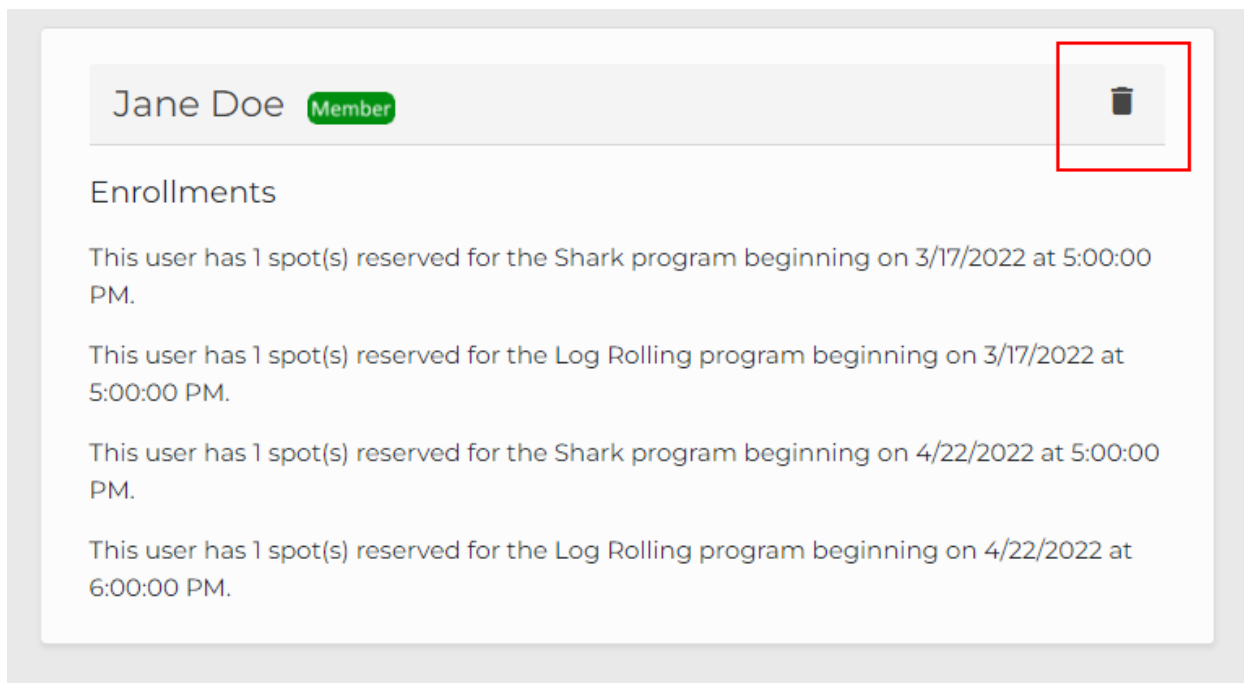 Jane Doe Member
Enrollments
This user has 1 spot(s) reserved for the Shark program beginning on 3/17/2022 at 5:00:00
PM.
This user has 1 spot(s) reserved for the Log Rolling program beginning on 3/17/2022 at
5:00:00 PM.
This user has 1 spot(s) reserved for the Shark program beginning on 4/22/2022 at 5:00:00
PM.
This user has 1 spot(s) reserved for the Log Rolling program beginning on 4/22/2022 at
6:00:00 PM.